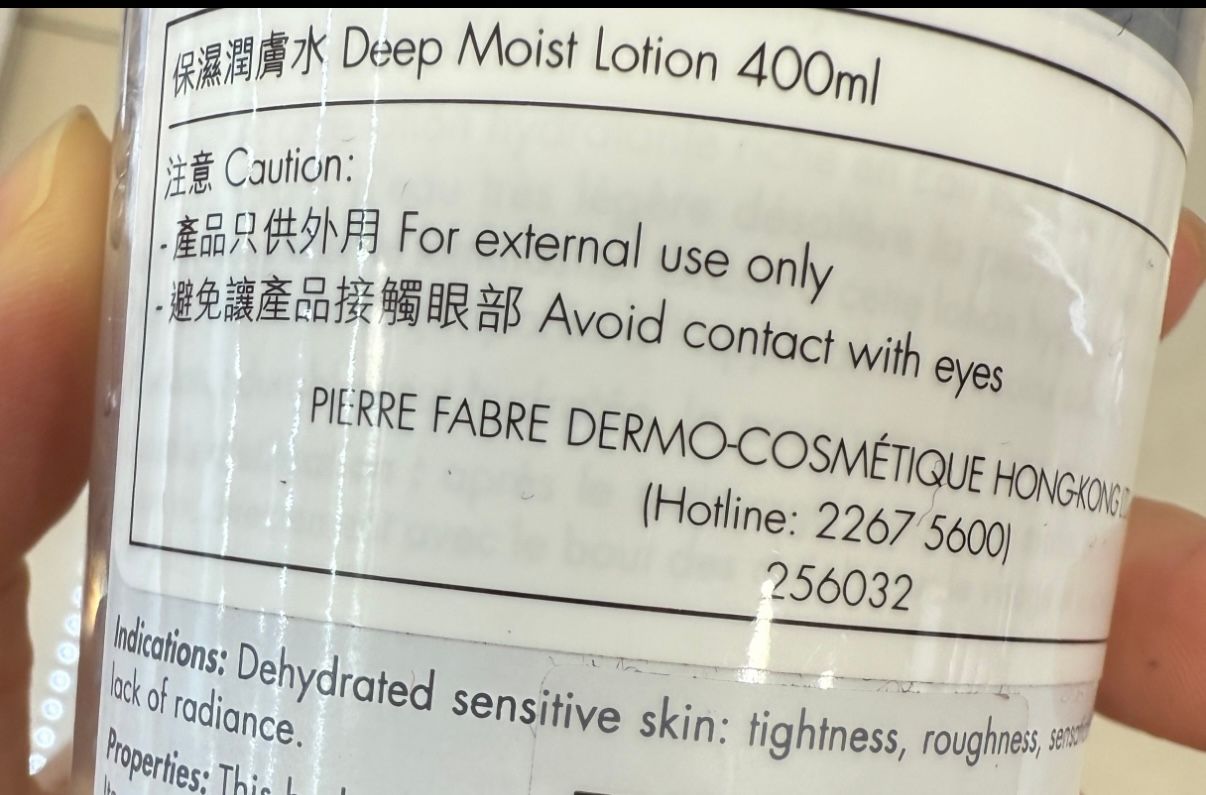 保濕潤膚水 Deep Moist Lotion 400ml
注意 Caution:
- 產品只供外用 For external use only
- 避免讓產品接觸眼部 Avoid contact with eyes
PIERRE FABRE DERMO-COSMÉTIQUE HONG-KONG
(Hotline: 2267 5600)
256032
Indications: Dehydrated sensitive skin: tightness, roughness,
lack of radiance.
Properties: This